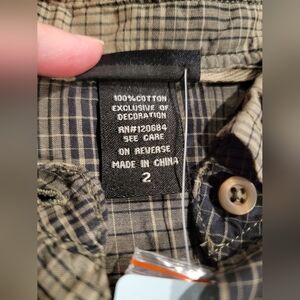 100%COTTON
EXCLUSIVE OF
DECORATION
RN#120684
SEE CARE
ON REVERSE
MADE IN CHINA
2